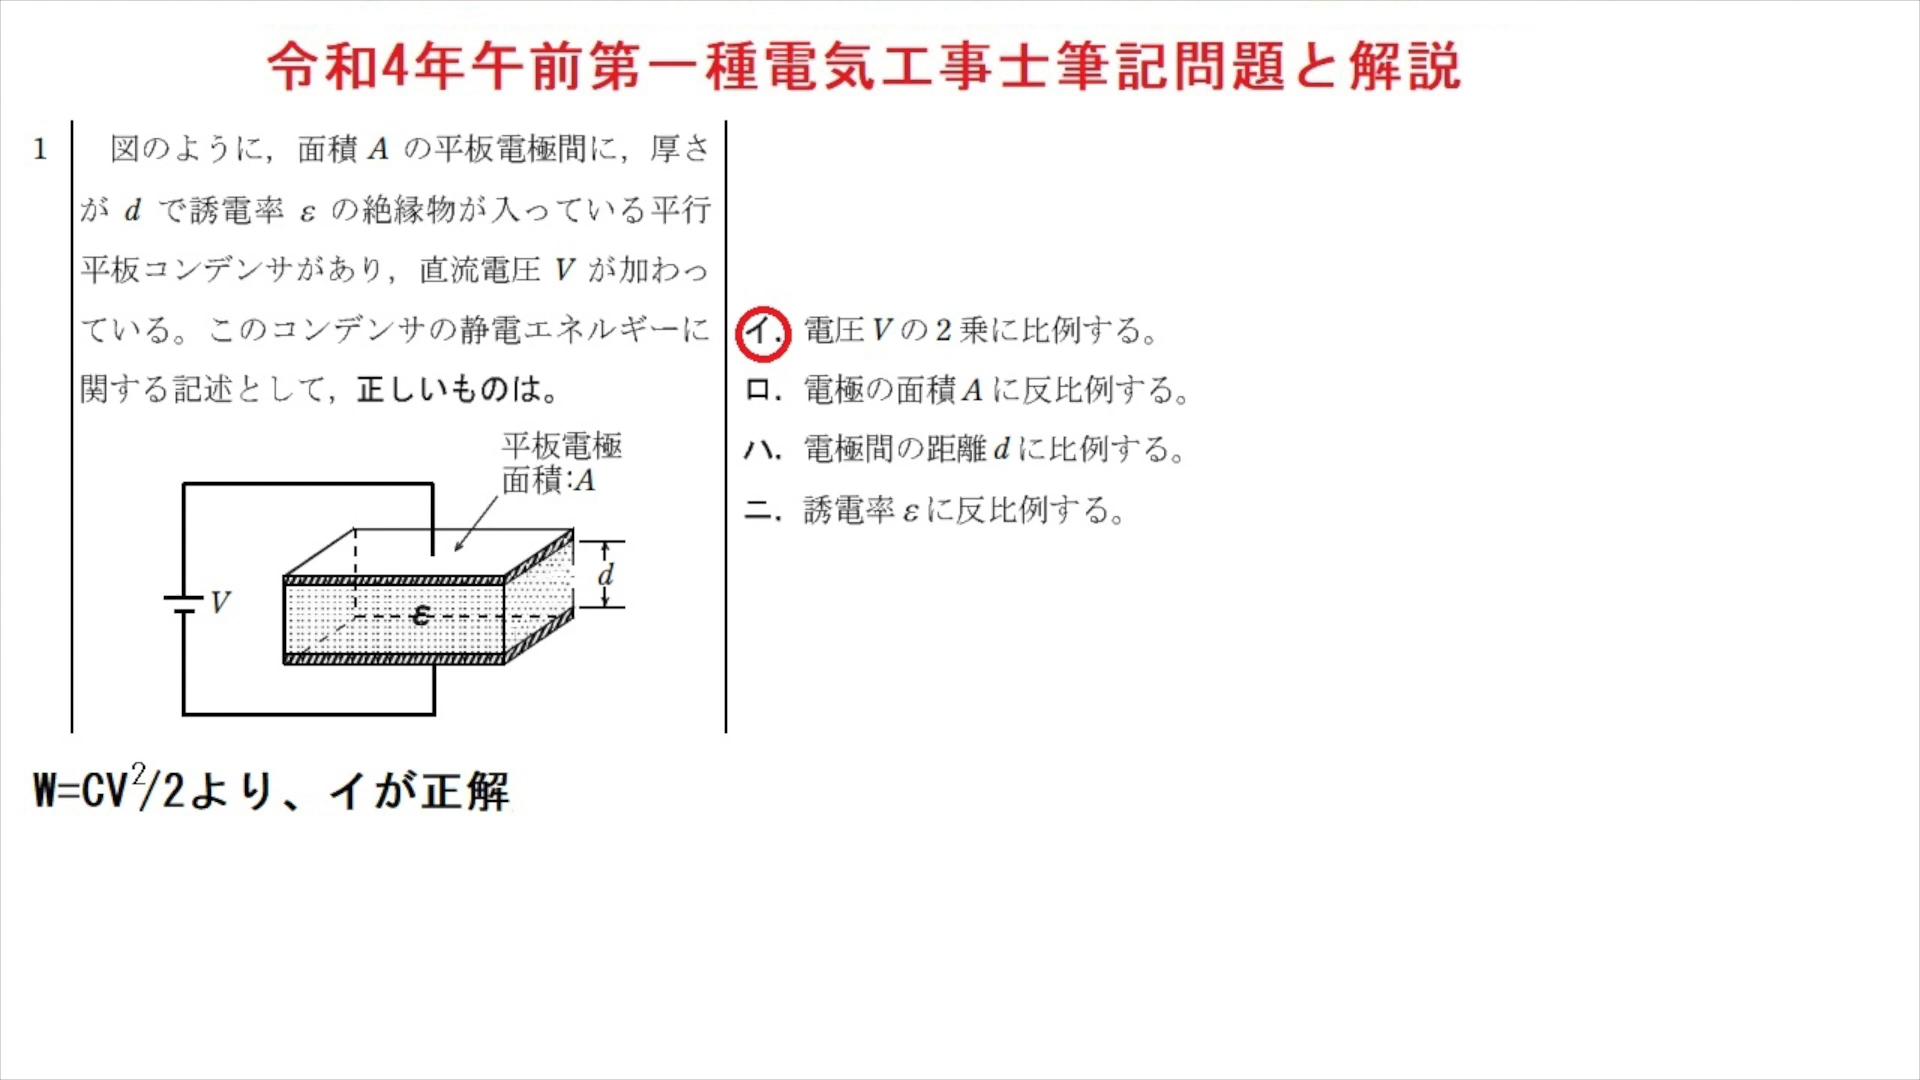 令和4年午前第一種電気工事士筆記問題と解説
1 図のように，面積 A の平板電極間に，厚さ
が d で誘電率 ε の絶縁物が入っている平行
平板コンデンサがあり，直流電圧 V が加わっ
ている。このコンデンサの静電エネルギーに
関する記述として，正しいものは。
平板電極
面積:A
V
ε
d
イ．電圧 V の 2 乗に比例する。
ロ．電極の面積 A に反比例する。
ハ．電極間の距離 d に比例する。
ニ．誘電率 ε に反比例する。
W=CV²/2より、イが正解